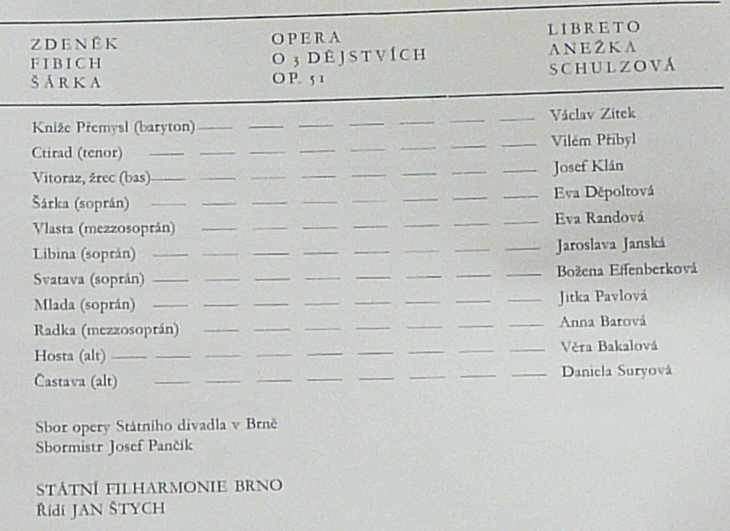 ZDENĚK
FIBICH
ŠÁRKA
OPERA
O 3 DĚJSTVÍCH
OP. 51
LIBRETO
ANEŽKA
SCHULZOVÁ
Kníže Přemysl (baryton) Václav Zítek
Ctirad (tenor) Vilém Přibyl
Vitoraz, žrec (bas) Josef Klán
Šárka (soprán) Eva Děpoltová
Vlasta (mezzosoprán) Eva Randová
Libina (soprán) Jaroslava Janská
Svatava (soprán) Božena Effenberková
Mlada (soprán) Jitka Pavlová
Radka (mezzosoprán) Anna Barová
Hosta (alt) Věra Bakalová
Častava (alt) Daniela Suryová
Sbor opery Státního divadla v Brně
Sbormistr Josef Pančík
STÁTNÍ FILHARMONIE BRNO
Řídí JAN ŠTYCH